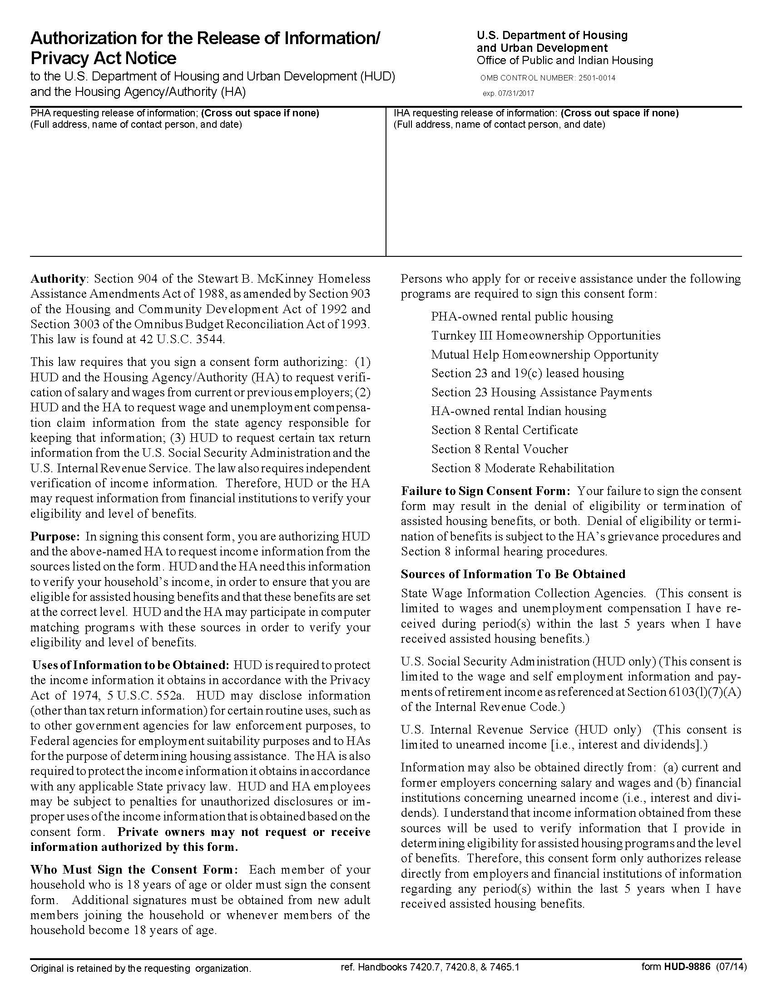 Authorization for the Release of Information/
Privacy Act Notice
to the U.S. Department of Housing and Urban Development (HUD)
and the Housing Agency/Authority (HA)
U.S. Department of Housing
and Urban Development
Office of Public and Indian Housing
OMB CONTROL NUMBER: 2501-0014
exp. 07/31/2017
PHA requesting release of information; (Cross out space if none)
(Full address, name of contact person, and date)
IHA requesting release of information: (Cross out space if none)
(Full address, name of contact person, and date)
Authority: Section 904 of the Stewart B. McKinney Homeless
Assistance Amendments Act of 1988, as amended by Section 903
of the Housing and Community Development Act of 1992 and
Section 3003 of the Omnibus Budget Reconciliation Act of 1993.
This law is found at 42 U.S.C. 3544.
This law requires that you sign a consent form authorizing: (1)
HUD and the Housing Agency/Authority (HA) to request verifi-
cation of salary and wages from current or previous employers; (2)
HUD and the HA to request wage and unemployment compensa-
tion claim information from the state agency responsible for
keeping that information; (3) HUD to request certain tax return
information from the U.S. Social Security Administration and the
U.S. Internal Revenue Service. The law also requires independent
verification of income information. Therefore, HUD or the HA
may request information from financial institutions to verify your
eligibility and level of benefits.
Purpose: In signing this consent form, you are authorizing HUD
and the above-named HA to request income information from the
sources listed on the form. HUD and the HA need this information
to verify your household's income, in order to ensure that you are
eligible for assisted housing benefits and that these benefits are set
at the correct level. HUD and the HA may participate in computer
matching programs with these sources in order to verify your
eligibility and level of benefits.
Uses of Information to be Obtained: HUD is required to protect
the income information it obtains in accordance with the Privacy
Act of 1974, 5 U.S.C. 552a. HUD may disclose information
(other than tax return information) for certain routine uses, such as
to other government agencies for law enforcement purposes, to
Federal agencies for employment suitability purposes and to HAs
for the purpose of determining housing assistance. The HA is also
required to protect the income information it obtains in accordance
with any applicable State privacy law. HUD and HA employees
may be subject to penalties for unauthorized disclosures or im-
proper uses of the income information that is obtained based on the
consent form. Private owners may not request or receive
information authorized by this form.
Who Must Sign the Consent Form: Each member of your
household who is 18 years of age or older must sign the consent
form. Additional signatures must be obtained from new adult
members joining the household or whenever members of the
household become 18 years of age.
Persons who apply for or receive assistance under the following
programs are required to sign this consent form:
PHA-owned rental public housing
Turnkey III Homeownership Opportunities
Mutual Help Homeownership Opportunity
Section 23 and 19(c) leased housing
Section 23 Housing Assistance Payments
HA-owned rental Indian housing
Section 8 Rental Certificate
Section 8 Rental Voucher
Section 8 Moderate Rehabilitation
Failure to Sign Consent Form: Your failure to sign the consent
form may result in the denial of eligibility or termination of
assisted housing benefits, or both. Denial of eligibility or termi-
nation of benefits is subject to the HA's grievance procedures and
Section 8 informal hearing procedures.
Sources of Information To Be Obtained
State Wage Information Collection Agencies. (This consent is
limited to wages and unemployment compensation I have re-
ceived during period(s) within the last 5 years when I have
received assisted housing benefits.)
U.S. Social Security Administration (HUD only) (This consent is
limited to the wage and self employment information and pay-
ments of retirement income as referenced at Section 6103(l)(7)(A)
of the Internal Revenue Code.)
U.S. Internal Revenue Service (HUD only) (This consent is
limited to unearned income [i.e., interest and dividends].)
Information may also be obtained directly from: (a) current and
former employers concerning salary and wages and (b) financial
institutions concerning unearned income (i.e., interest and divi-
dends). I understand that income information obtained from these
sources will be used to verify information that I provide in
determining eligibility for assisted housing programs and the level
of benefits. Therefore, this consent form only authorizes release
directly from employers and financial institutions of information
regarding any period(s) within the last 5 years when I have
received assisted housing benefits.
Original is retained by the requesting organization.
ref. Handbooks 7420.7, 7420.8, & 7465.1
form HUD-9886 (07/14)